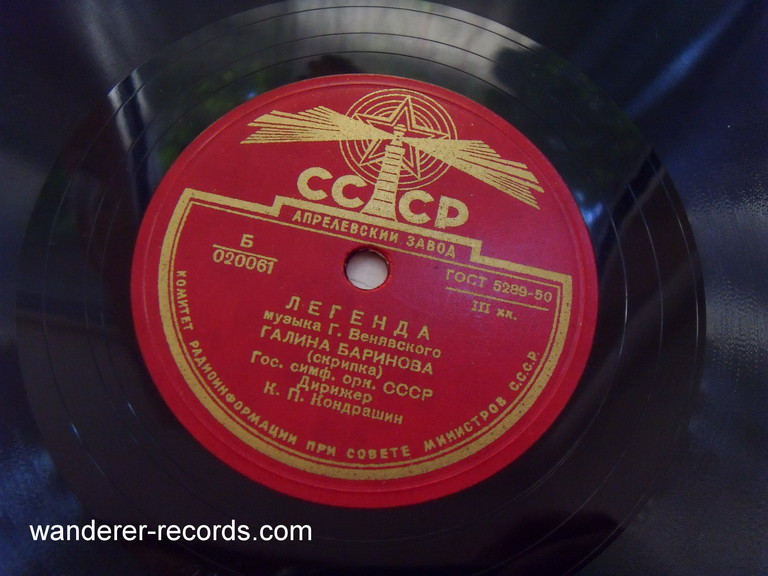 СССР
АПРЕЛЕВСКИЙ ЗАВОД
Б
020061
ГОСТ 5289-50
III кл.
ЛЕГЕНДА
музыка Г. Венявского
ГАЛИНА БАРИНОВА
(скрипка)
Гос. симф. орк. СССР
Дирижер
К. П. Кондрашин
КОМИТЕТ РАДИОИНФОРМАЦИИ ПРИ СОВЕТЕ МИНИСТРОВ С.С.С.Р.
wanderer-records.com